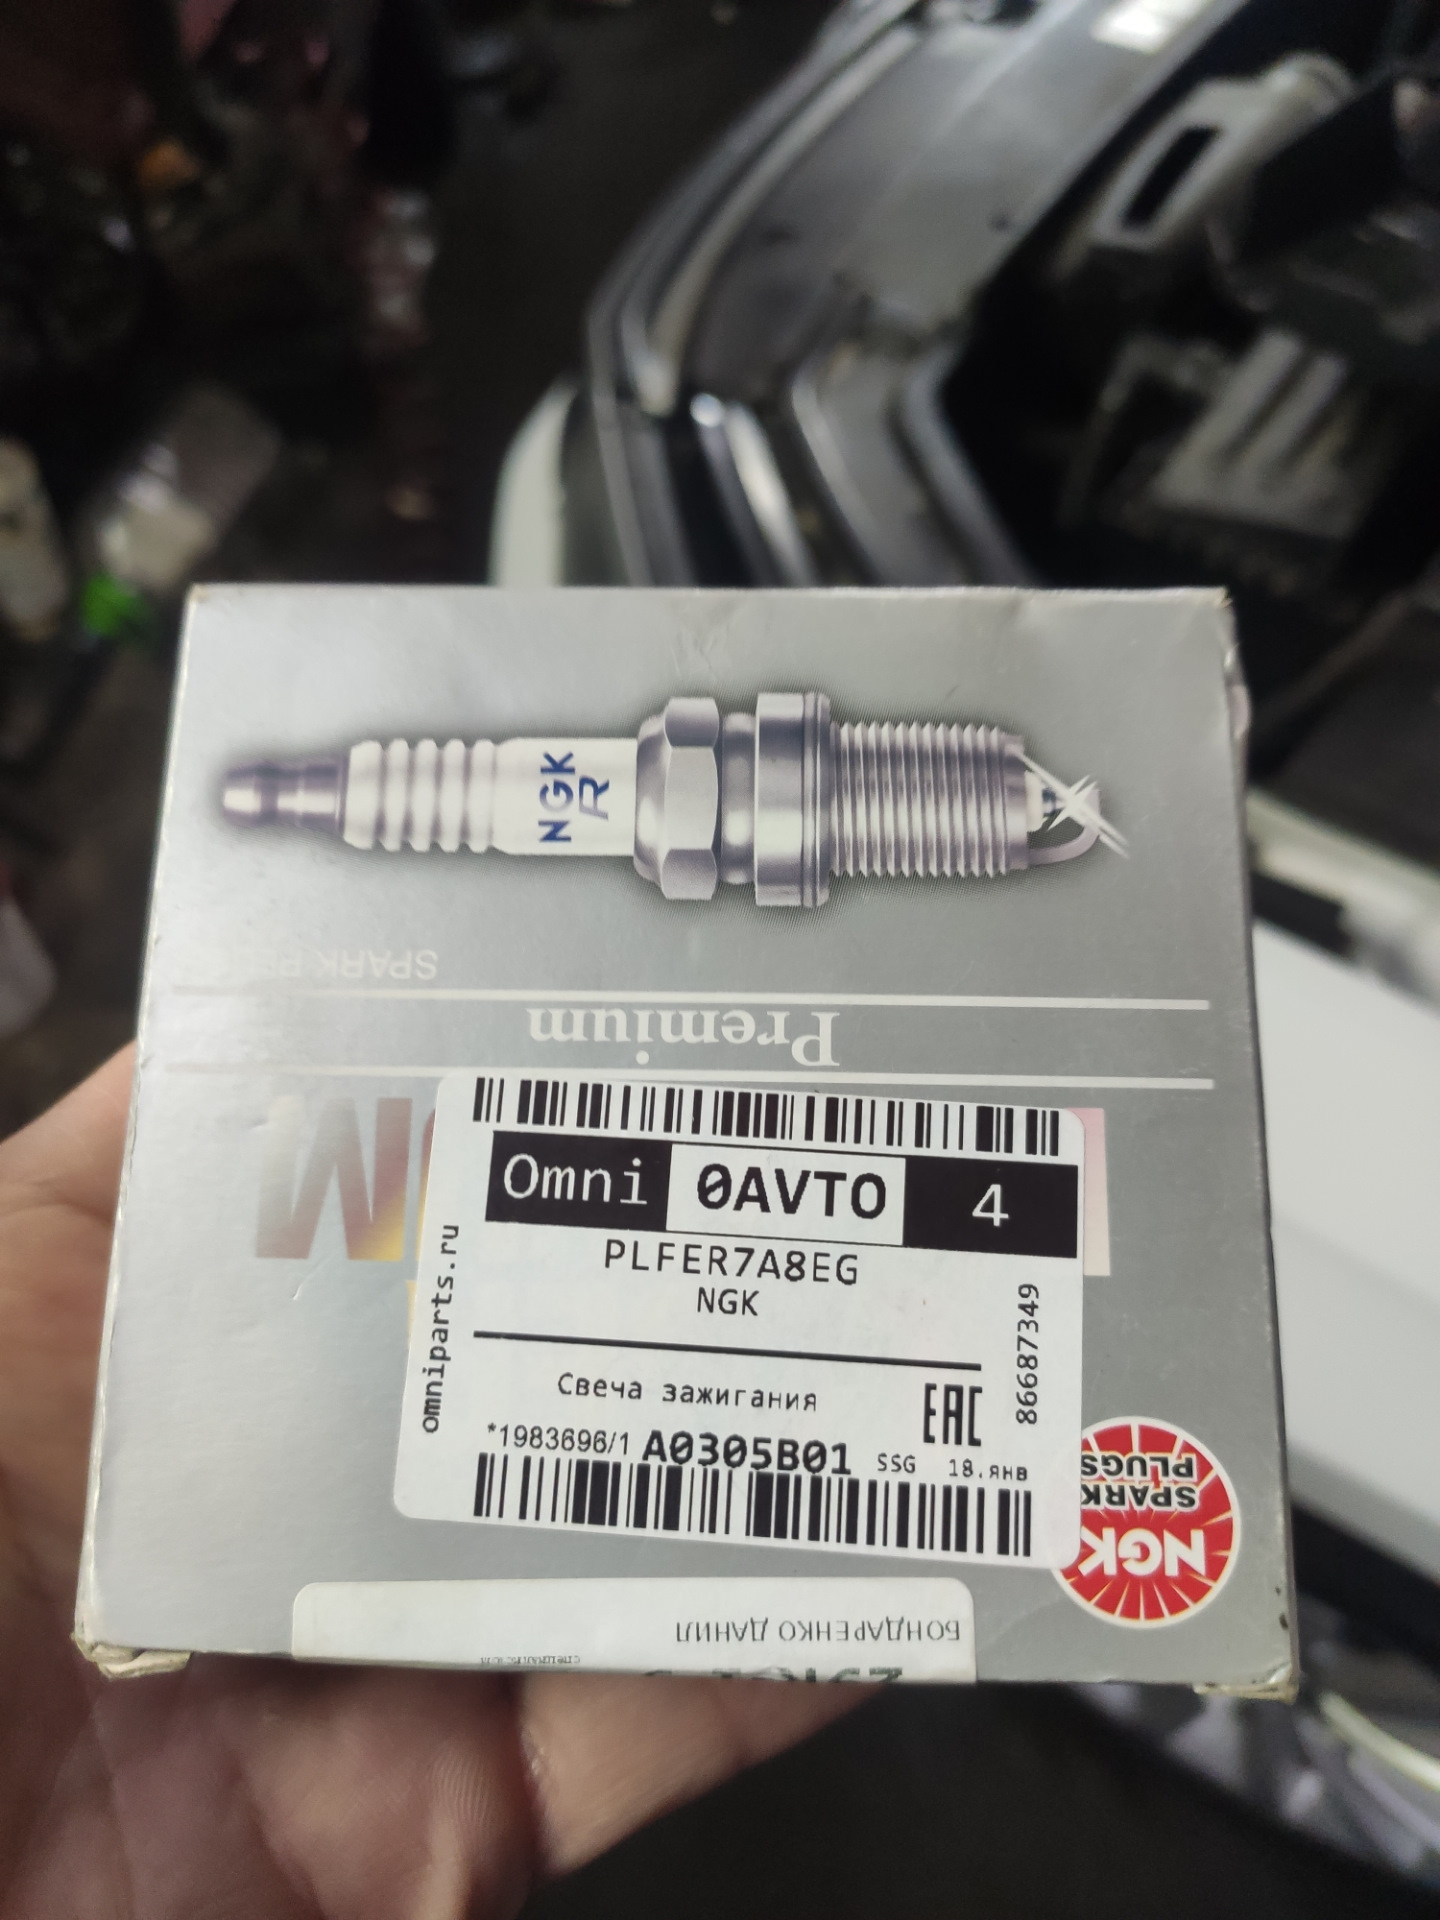 NGK
R
SPARK
Premium
Omni 0AVTO 4
PLFER7A8EG
NGK
omniparts.ru
86687349
Свеча зажигания
EAC
*1983696/1 A0305B01 SSG 18.янв
NGK
SPARK
PLUGS
БОНДАРЕНКО ДАНИЛ